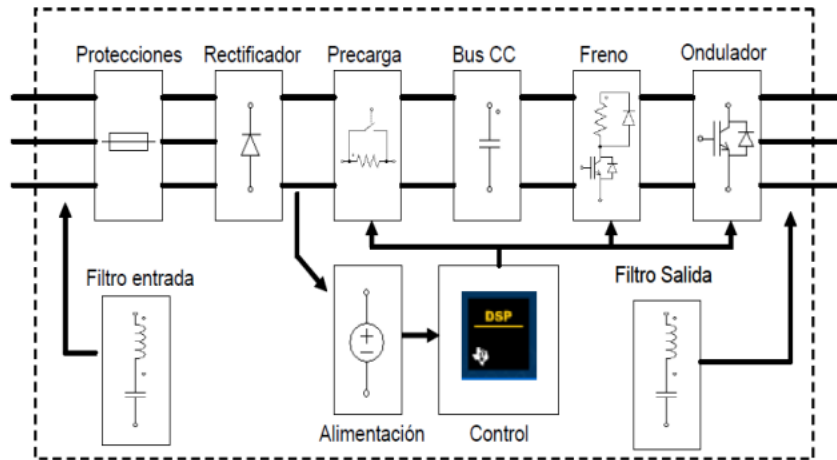 Protecciones Rectificador Precarga Bus CC Freno Ondulador
Filtro entrada
Filtro Salida
DSP
Alimentación
Control